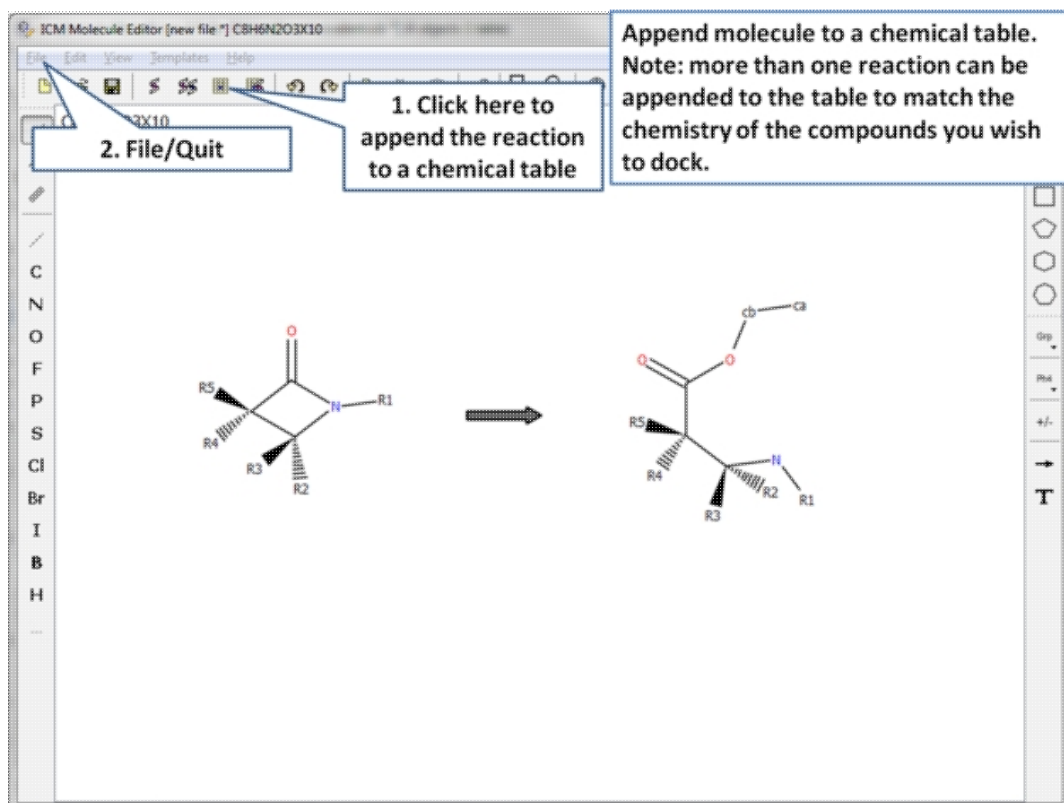 ICM Molecule Editor [new file *] C8H6N2O3X10
File Edit View Templates Help
Append molecule to a chemical table.
Note: more than one reaction can be
appended to the table to match the
chemistry of the compounds you wish
to dock.
1. Click here to
append the reaction
to a chemical table
2. File/Quit
C
N
O
F
P
S
Cl
Br
I
B
H
...
O
R5
N
R1
R4
R3
R2
cb
ca
O
O
R5
N
R4
R2
R1
R3
Grp
+/-
T